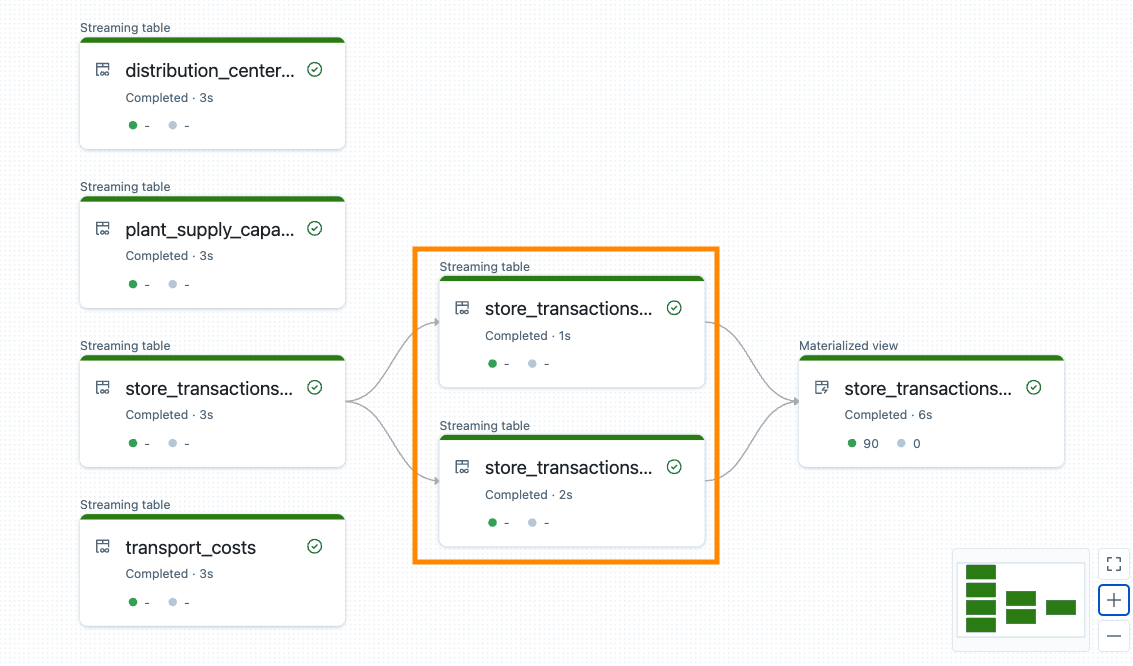 Streaming table
distribution_center...
Completed · 3s
- -
Streaming table
plant_supply_capa...
Completed · 3s
- -
Streaming table
store_transactions...
Completed · 3s
- -
Streaming table
transport_costs
Completed · 3s
- -
Streaming table
store_transactions...
Completed · 1s
- -
Streaming table
store_transactions...
Completed · 2s
- -
Materialized view
store_transactions...
Completed · 6s
90 0